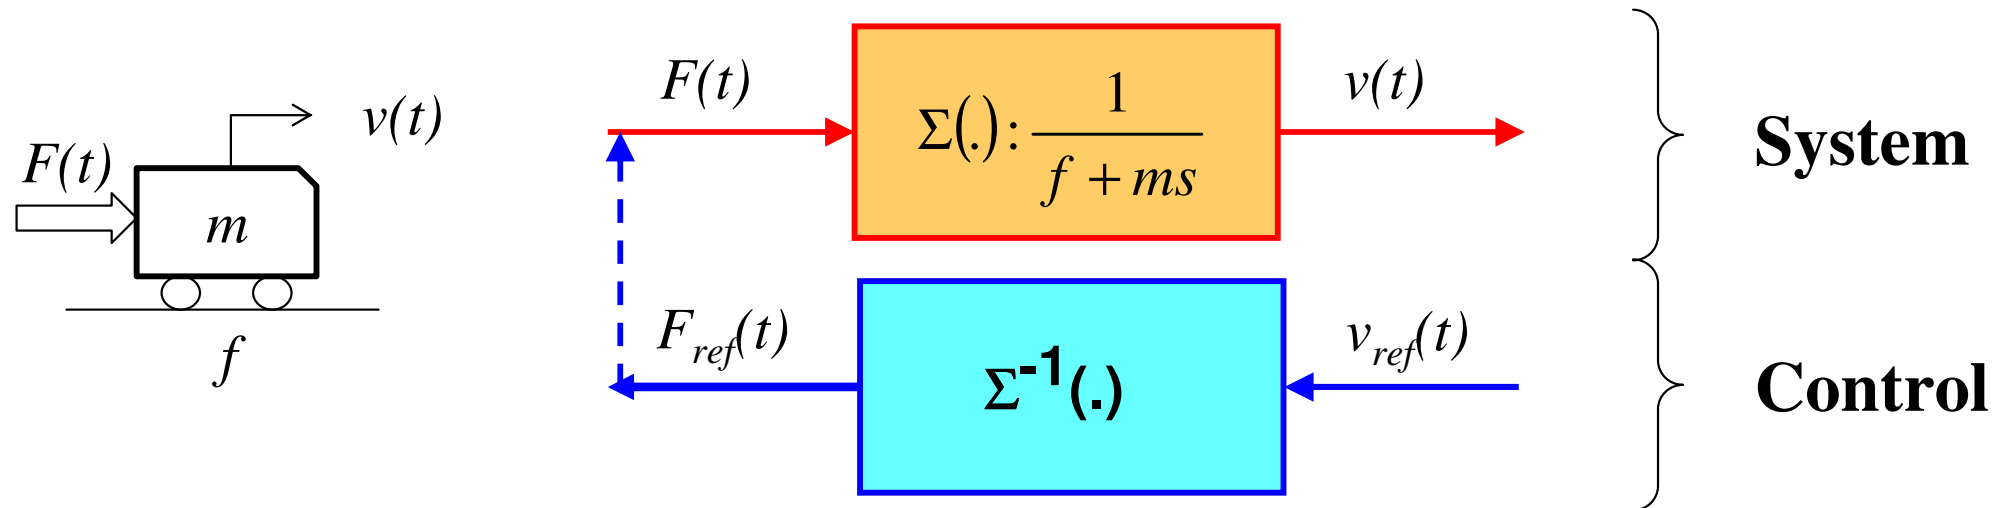 F(t)
v(t)
m
f
F(t)
Σ(.) : 1 / (f + ms)
v(t)
System
F_ref(t)
Σ^-1(.)
v_ref(t)
Control